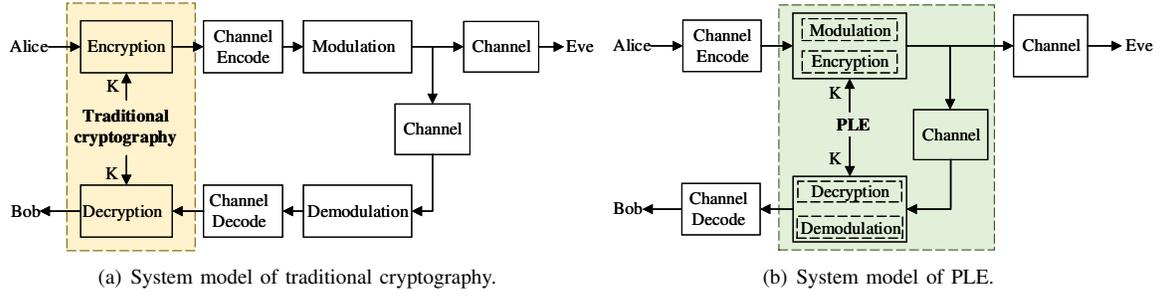 Alice
Encryption
Channel
Encode
Modulation
Channel
Eve
K
Traditional
cryptography
K
Channel
Bob
Decryption
Channel
Decode
Demodulation
(a) System model of traditional cryptography.
Alice
Channel
Encode
Modulation
Encryption
Channel
Eve
K
PLE
K
Channel
Bob
Channel
Decode
Decryption
Demodulation
(b) System model of PLE.